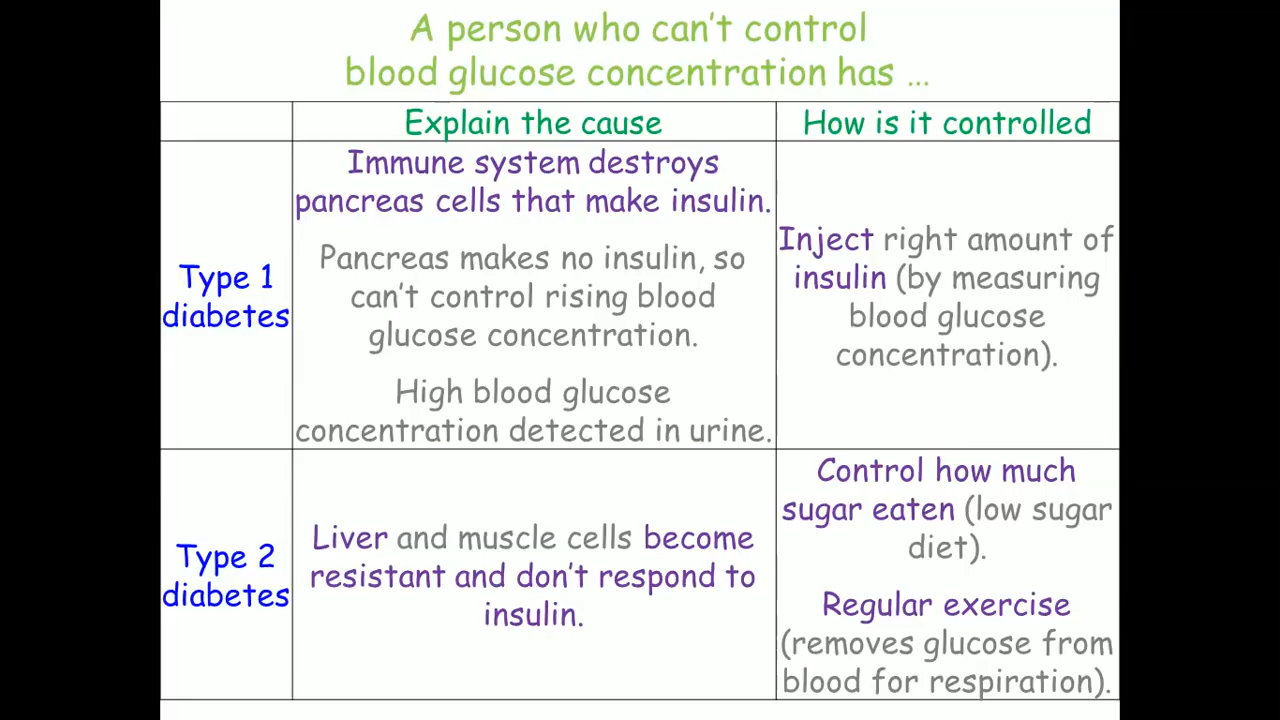 A person who can't control
blood glucose concentration has ...
Explain the cause
How is it controlled
Type 1
diabetes
Immune system destroys
pancreas cells that make insulin.
Pancreas makes no insulin, so
can't control rising blood
glucose concentration.
High blood glucose
concentration detected in urine.
Inject right amount of
insulin (by measuring
blood glucose
concentration).
Type 2
diabetes
Liver and muscle cells become
resistant and don't respond to
insulin.
Control how much
sugar eaten (low sugar
diet).
Regular exercise
(removes glucose from
blood for respiration).